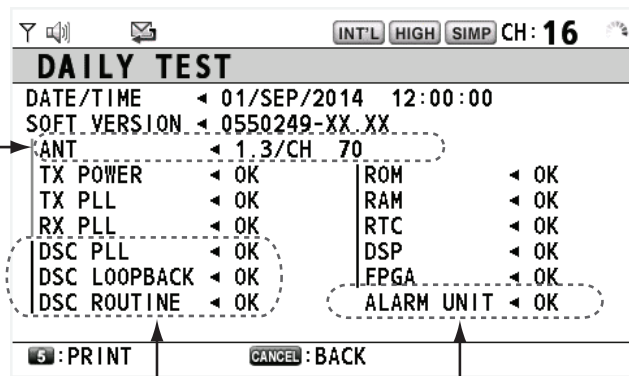 INT'L HIGH SIMP CH: 16
DAILY TEST
DATE/TIME ◄ 01/SEP/2014 12:00:00
SOFT VERSION ◄ 0550249-XX.XX
ANT ◄ 1.3/CH 70
TX POWER ◄ OK ROM ◄ OK
TX PLL ◄ OK RAM ◄ OK
RX PLL ◄ OK RTC ◄ OK
DSC PLL ◄ OK DSP ◄ OK
DSC LOOPBACK ◄ OK FPGA ◄ OK
DSC ROUTINE ◄ OK ALARM UNIT ◄ OK
5 : PRINT CANCEL : BACK